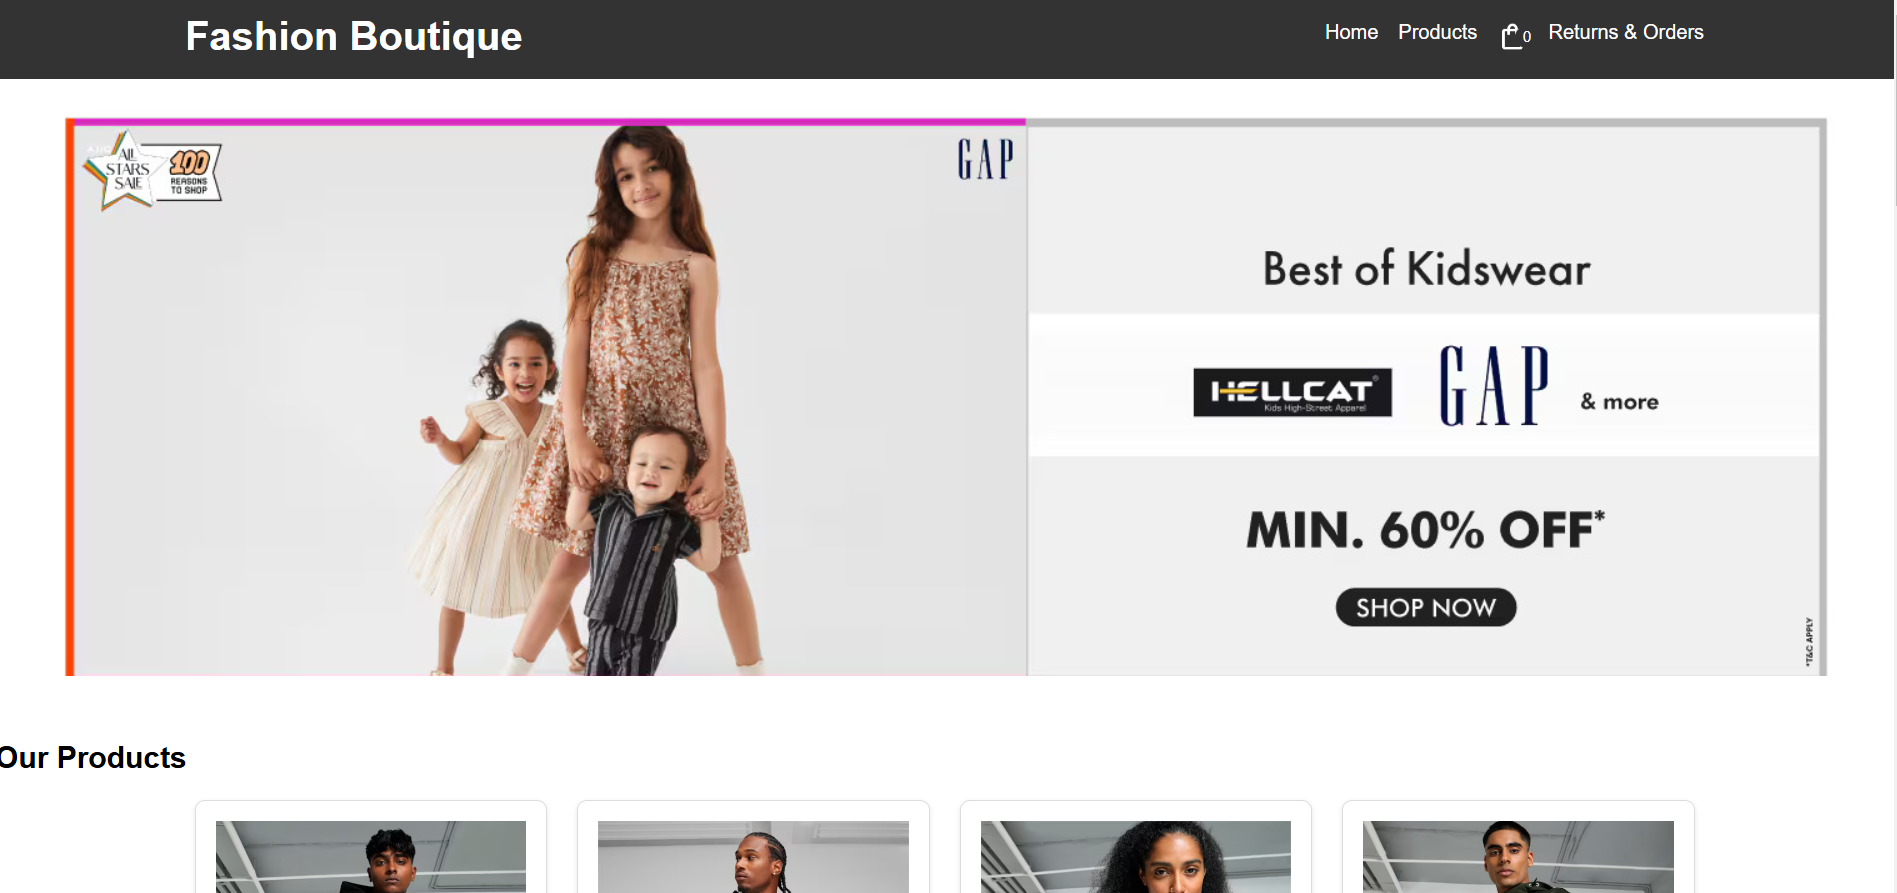 Fashion Boutique
Home Products 0 Returns & Orders
AJIO
ALL
STARS
SALE
100
REASONS
TO SHOP
GAP
Best of Kidswear
HELLCAT®
Kids High-Street Apparel
GAP & more
MIN. 60% OFF*
SHOP NOW
*T&C APPLY
Our Products